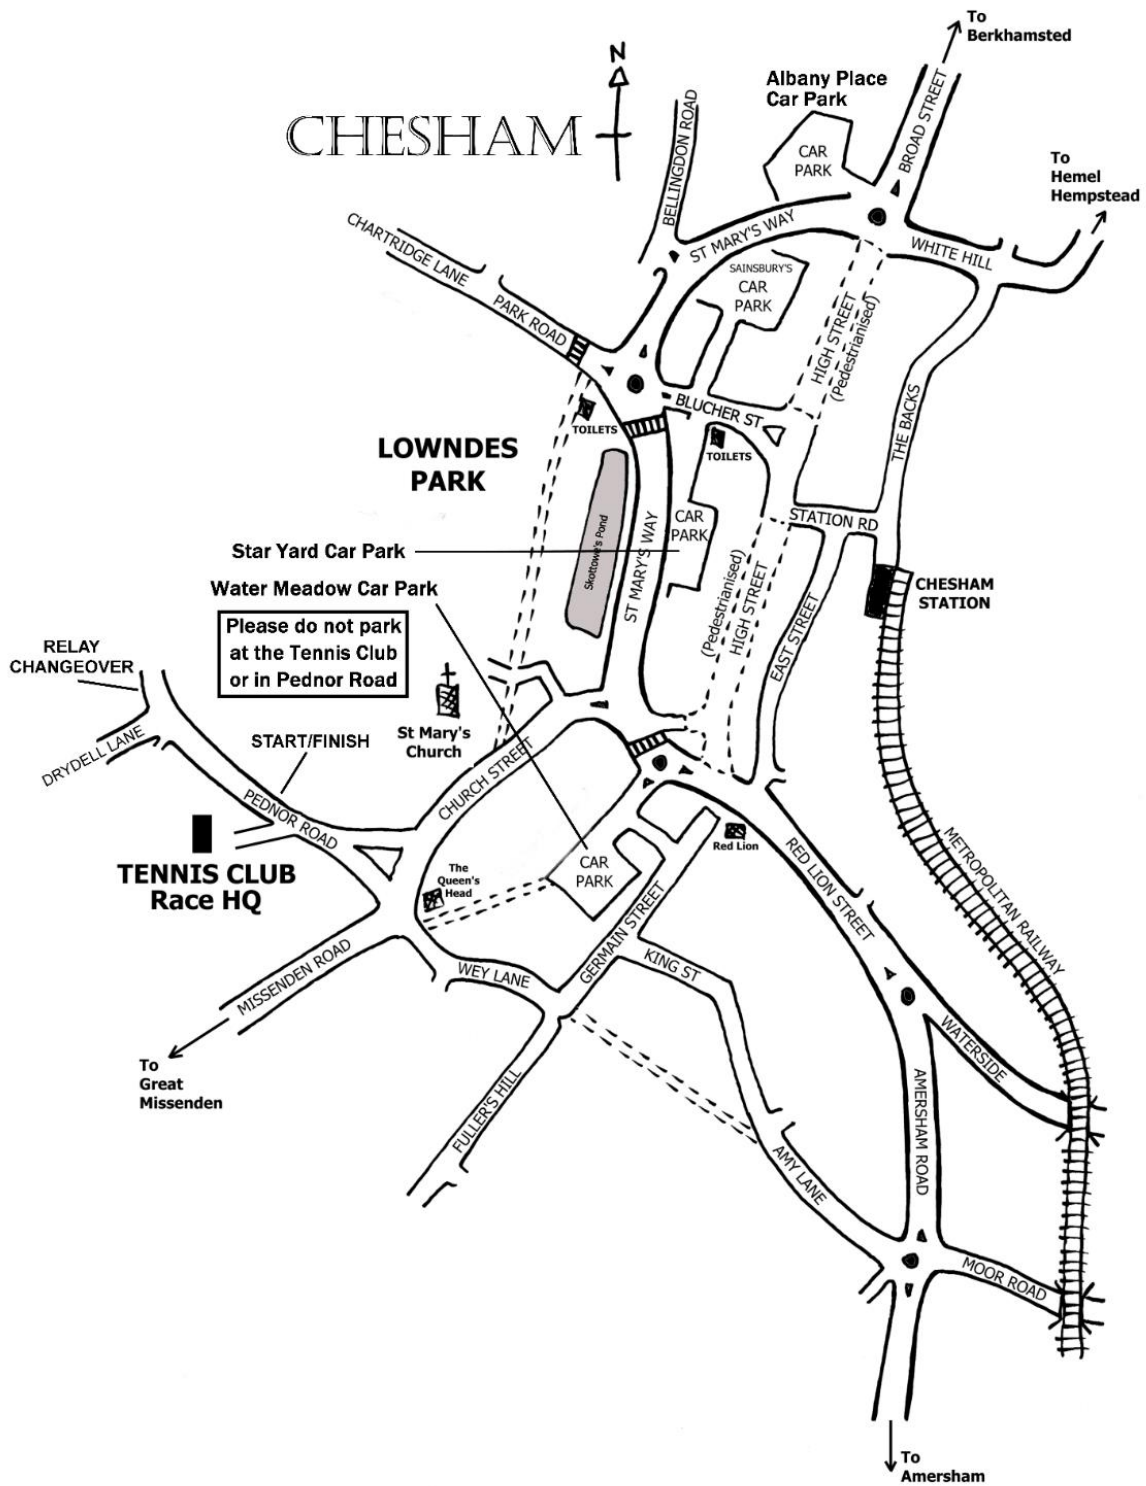 To
Berkhamsted
N
CHESHAM
Albany Place
Car Park
CAR
PARK
BROAD STREET
BELLINGDON ROAD
To
Hemel
Hempstead
ST MARY'S WAY
WHITE HILL
CHARTRIDGE LANE
PARK ROAD
SAINSBURY'S
CAR
PARK
HIGH STREET
(Pedestrianised)
THE BACKS
BLUCHER ST
TOILETS
TOILETS
LOWNDES
PARK
Skottowe's Pond
CAR
PARK
STATION RD
Star Yard Car Park
ST MARY'S WAY
Water Meadow Car Park
(Pedestrianised)
HIGH STREET
EAST STREET
CHESHAM
STATION
Please do not park
at the Tennis Club
or in Pednor Road
RELAY
CHANGEOVER
DRYDELL LANE
START/FINISH
St Mary's
Church
CHURCH STREET
PEDNOR ROAD
TENNIS CLUB
Race HQ
The
Queen's
Head
CAR
PARK
Red Lion
RED LION STREET
METROPOLITAN RAILWAY
GERMAIN STREET
KING ST
WEY LANE
MISSENDEN ROAD
To
Great
Missenden
WATERSIDE
FULLER'S HILL
AMERSHAM ROAD
AMY LANE
MOOR ROAD
To
Amersham